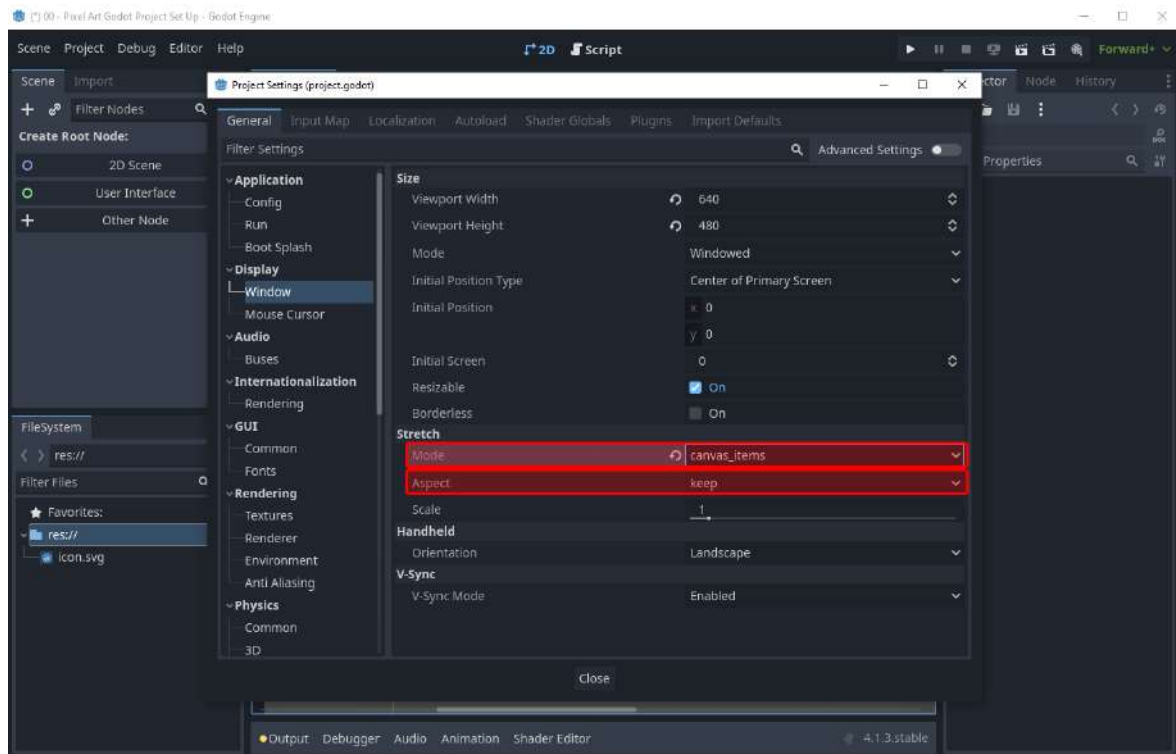 (*) 00 - Pixel Art Godot Project Set Up - Godot Engine
Scene Project Debug Editor Help
2D Script
Forward+
Scene Import
Filter Nodes
Create Root Node:
2D Scene
User Interface
Other Node
FileSystem
res://
Filter Files
Favorites:
res://
icon.svg
Project Settings (project.godot)
General Input Map Localization Autoload Shader Globals Plugins Import Defaults
Filter Settings
Advanced Settings
Application
Config
Run
Boot Splash
Display
Window
Mouse Cursor
Audio
Buses
Internationalization
Rendering
GUI
Common
Fonts
Rendering
Textures
Renderer
Environment
Anti Aliasing
Physics
Common
3D
Size
Viewport Width 640
Viewport Height 480
Mode Windowed
Initial Position Type Center of Primary Screen
Initial Position x 0
y 0
Initial Screen 0
Resizable On
Borderless On
Stretch
Mode canvas_items
Aspect keep
Scale 1
Handheld
Orientation Landscape
V-Sync
V-Sync Mode Enabled
Close
ctor Node History
Properties
Output Debugger Audio Animation Shader Editor
4.1.3.stable